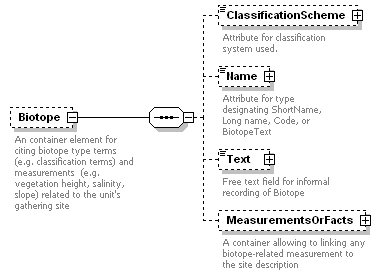 ClassificationScheme
Attribute for classification
system used.
Name
Attribute for type
designating ShortName,
Long name, Code, or
BiotopeText
Biotope
An container element for
citing biotope type terms
(e.g. classification terms) and
measurements (e.g.
vegetation height, salinity,
slope) related to the unit's
gathering site
Text
Free text field for informal
recording of Biotope
MeasurementsOrFacts
A container allowing to linking any
biotope-related measurement to
the site description